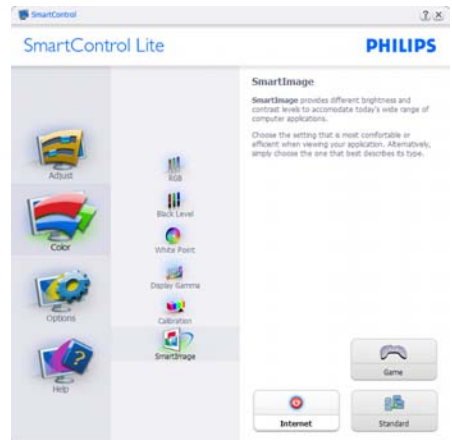 SmartControl
SmartControl Lite
PHILIPS
Adjust
Color
Options
Help
RGB
Black Level
White Point
Display Gamma
Calibration
SmartImage
SmartImage
SmartImage provides different brightness and
contrast levels to accomodate today's wide range of
computer applications.
Choose the setting that is most comfortable or
efficient when viewing your application. Alternatively,
simply choose the one that best describes its type.
Game
Internet
Standard